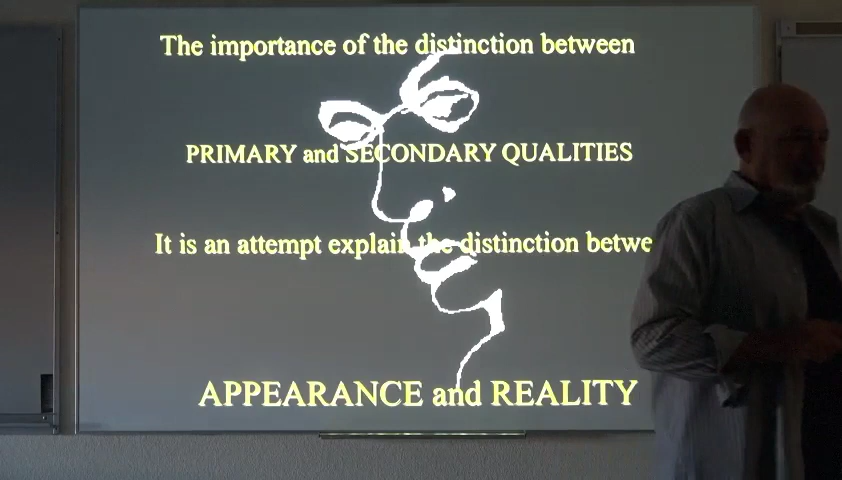 The importance of the distinction between
PRIMARY and SECONDARY QUALITIES
It is an attempt explain the distinction betwe
APPEARANCE and REALITY